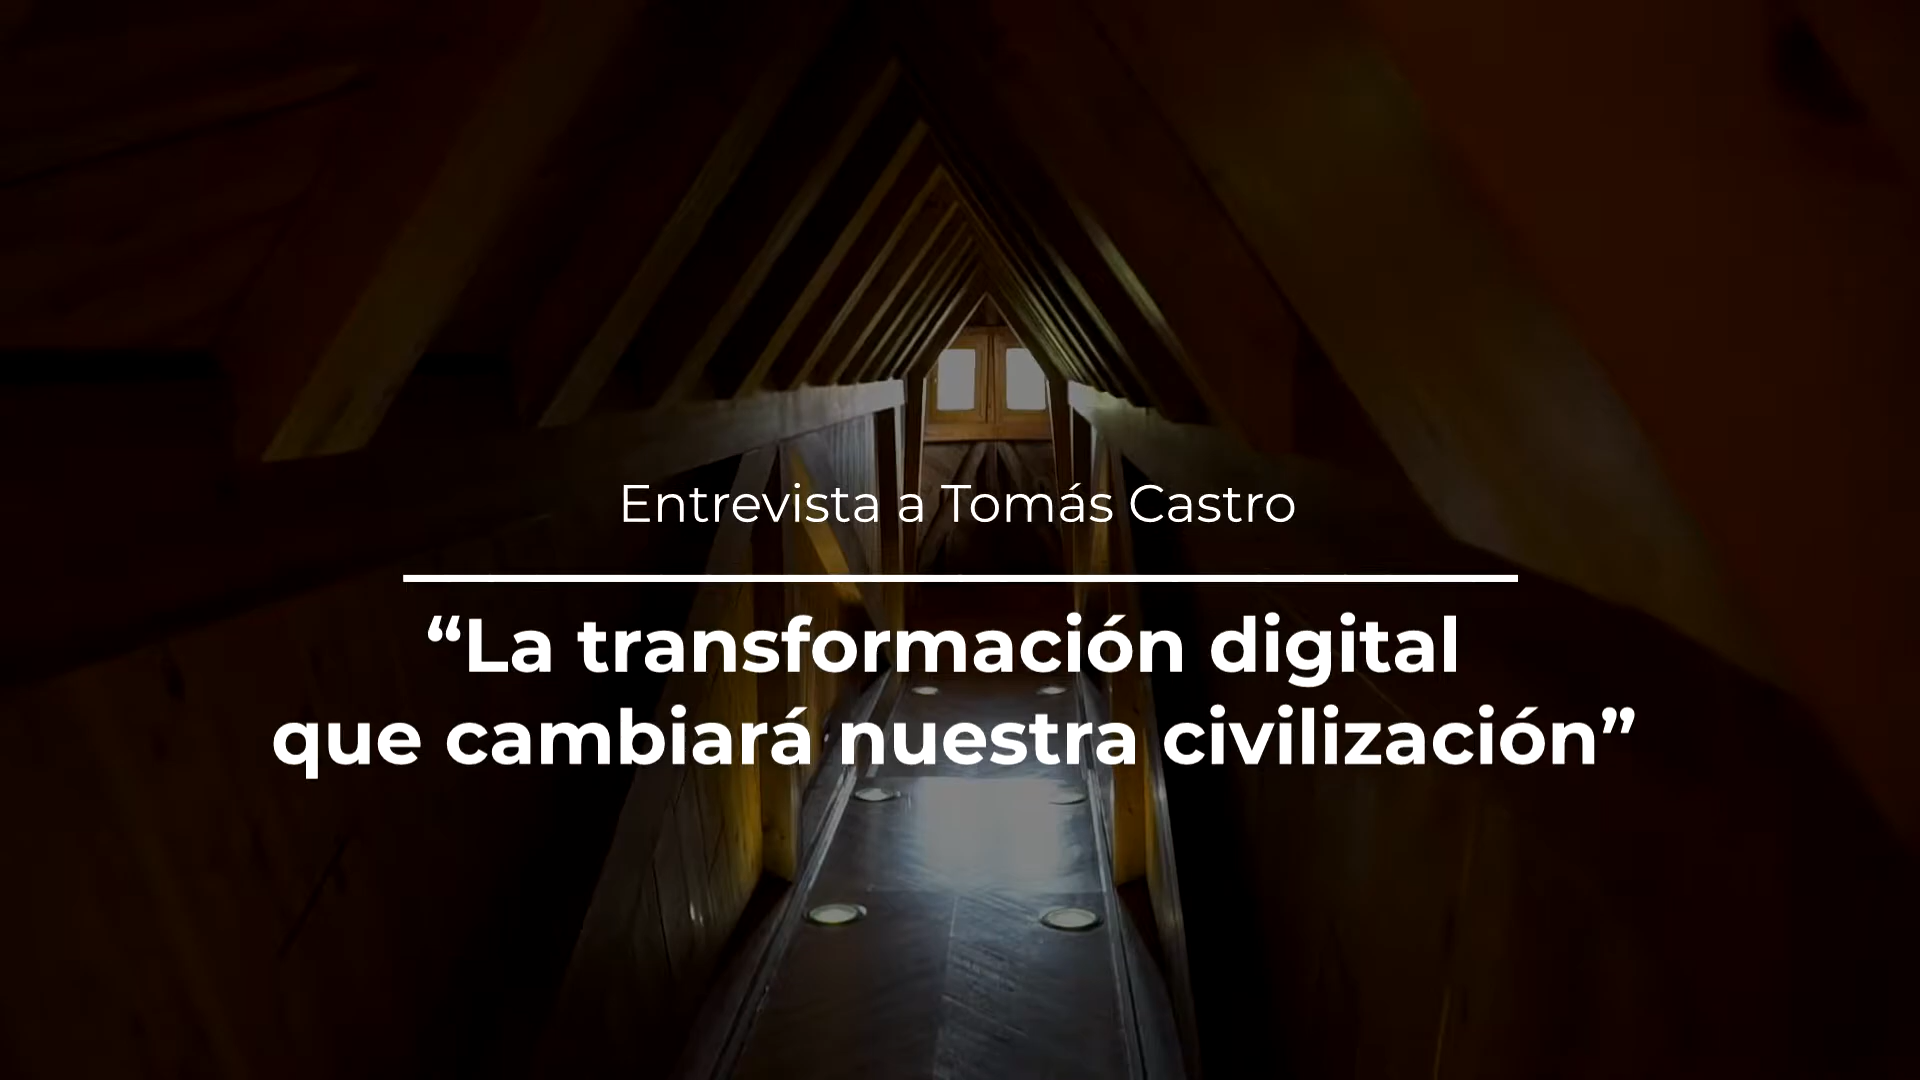 Entrevista a Tomás Castro
“La transformación digital
que cambiará nuestra civilización”